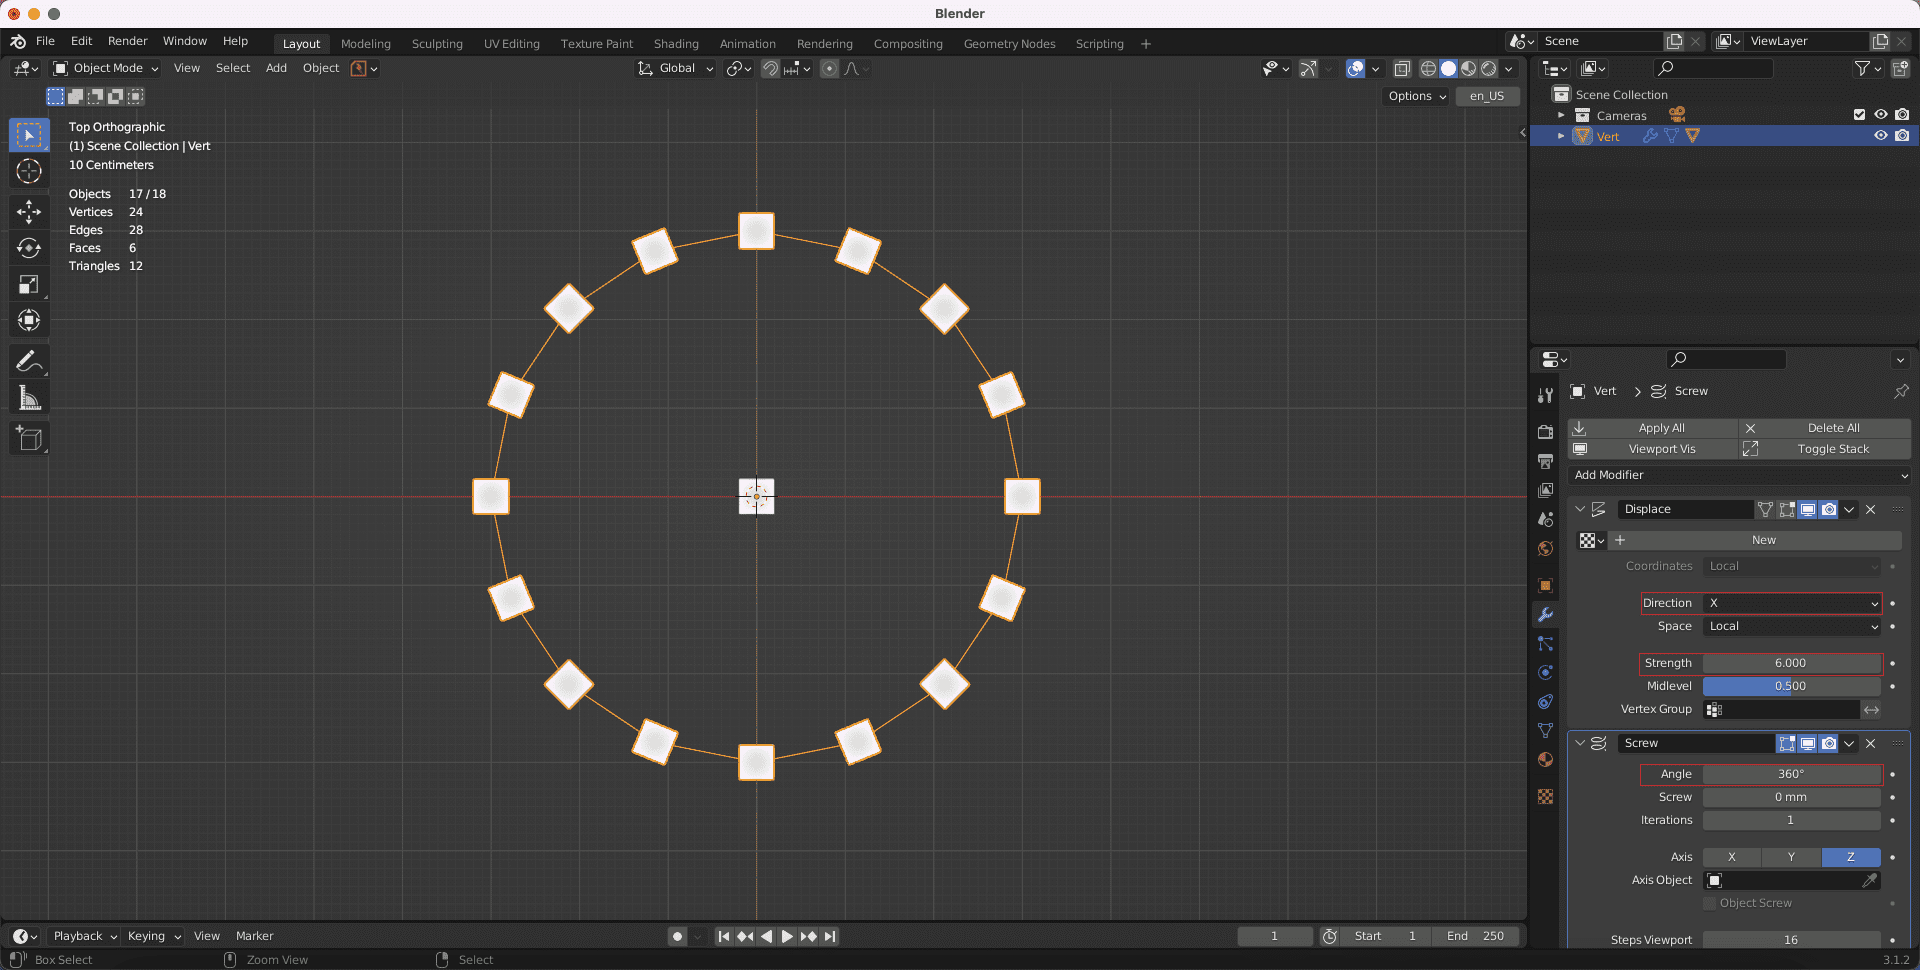 Blender
File Edit Render Window Help Layout Modeling Sculpting UV Editing Texture Paint Shading Animation Rendering Compositing Geometry Nodes Scripting + Scene ViewLayer
Object Mode View Select Add Object Global
Options en_US
Top Orthographic
(1) Scene Collection | Vert
10 Centimeters
Objects 17 / 18
Vertices 24
Edges 28
Faces 6
Triangles 12
Scene Collection
Cameras
Vert
Vert > Screw
Apply All Delete All
Viewport Vis Toggle Stack
Add Modifier
Displace
+ New
Coordinates Local
Direction X
Space Local
Strength 6.000
Midlevel 0.500
Vertex Group
Screw
Angle 360°
Screw 0 mm
Iterations 1
Axis X Y Z
Axis Object
Object Screw
Steps Viewport 16
Playback Keying View Marker 1 Start 1 End 250
Box Select Zoom View Select 3.1.2